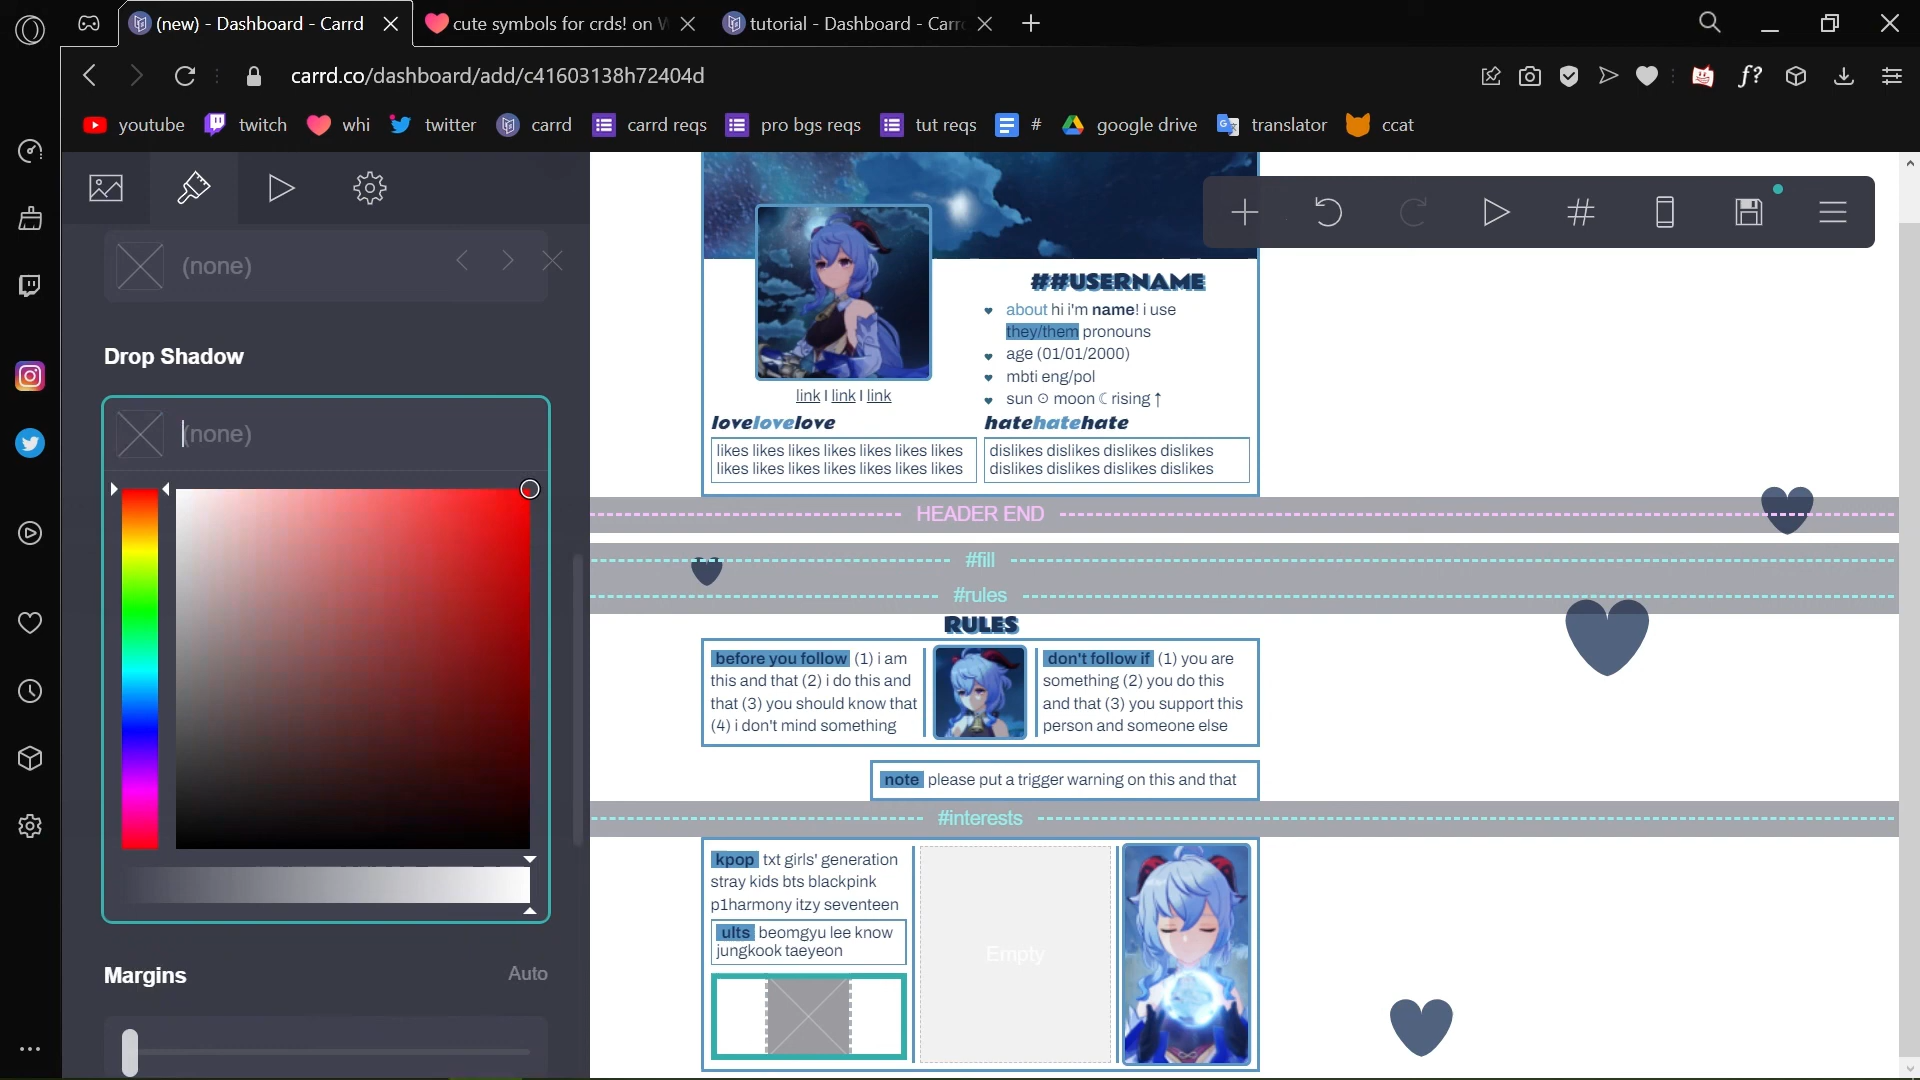 (new) - Dashboard - Carrd
cute symbols for crds! on W
tutorial - Dashboard - Carrd
carrd.co/dashboard/add/c41603138h72404d
f?
youtube
twitch
whi
twitter
carrd
carrd reqs
pro bgs reqs
tut reqs
#
google drive
translator
ccat
(none)
Drop Shadow
(none)
Margins
Auto
##USERNAME
about hi i'm name! i use
they/them pronouns
age (01/01/2000)
mbti eng/pol
sun ☉ moon ☾ rising ↑
link I link I link
lovelovelove
hatehatehate
likes likes likes likes likes likes likes
likes likes likes likes likes likes likes
dislikes dislikes dislikes dislikes
dislikes dislikes dislikes dislikes
HEADER END
#fill
#rules
RULES
before you follow (1) i am
this and that (2) i do this and
that (3) you should know that
(4) i don't mind something
don't follow if (1) you are
something (2) you do this
and that (3) you support this
person and someone else
note please put a trigger warning on this and that
#interests
kpop txt girls' generation
stray kids bts blackpink
p1harmony itzy seventeen
ults beomgyu lee know
jungkook taeyeon
Empty